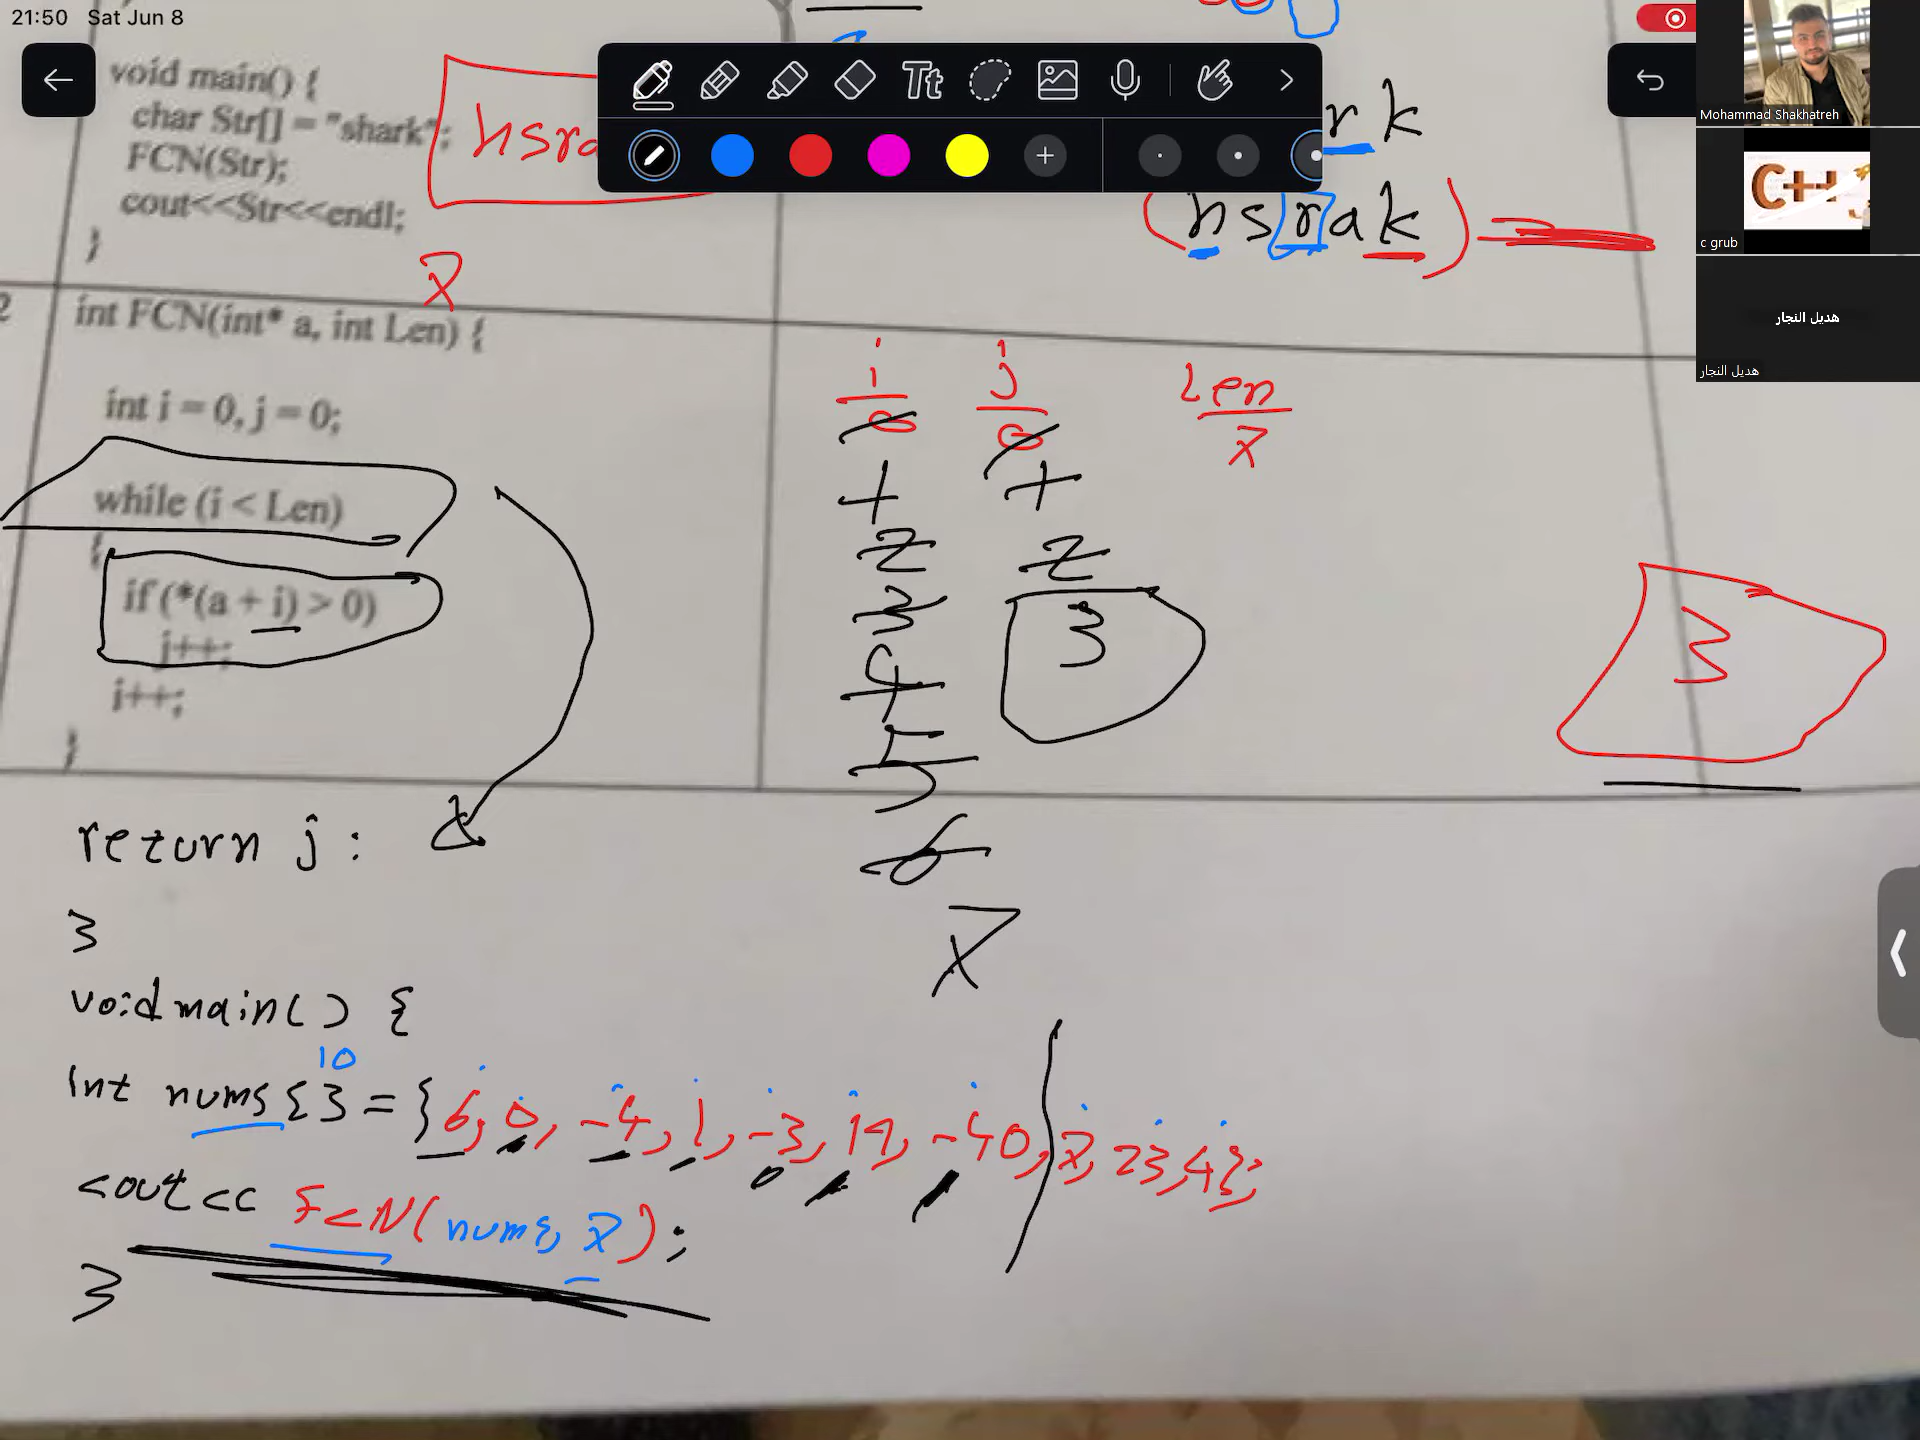 21:50 Sat Jun 8
void main() {
char Str[] = "shark";
FCN(Str);
cout<<Str<<endl;
}
hsra
7
rk
hsrak
2
int FCN(int* a, int Len) {
int i = 0, j = 0;
while (i < Len)
{
if (*(a + i) > 0)
j++;
i++;
}
i j Len
0 0 7
1 1
2 2
3 3
4
5
6
7
3
return j;
}
void main() {
10
int nums[] = {6, 0, -4, 1, -3, 19, -40, 7, 23, 4};
cout << FCN(nums, 7);
}
Tt
Mohammad Shakhatreh
C++
c grub
هديل النجار
هديل النجار